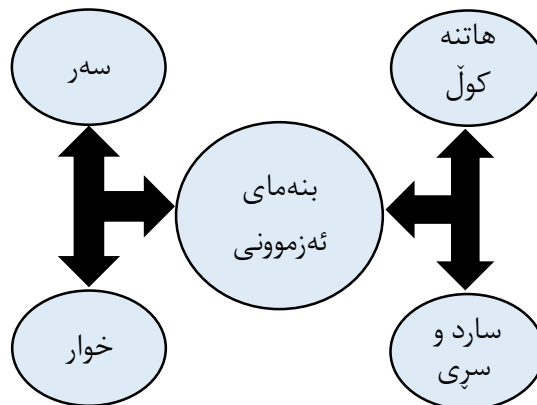 هاتنە
کوڵ
سەر
بنەمای
ئەزموونی
سارد و
سڕی
خوار